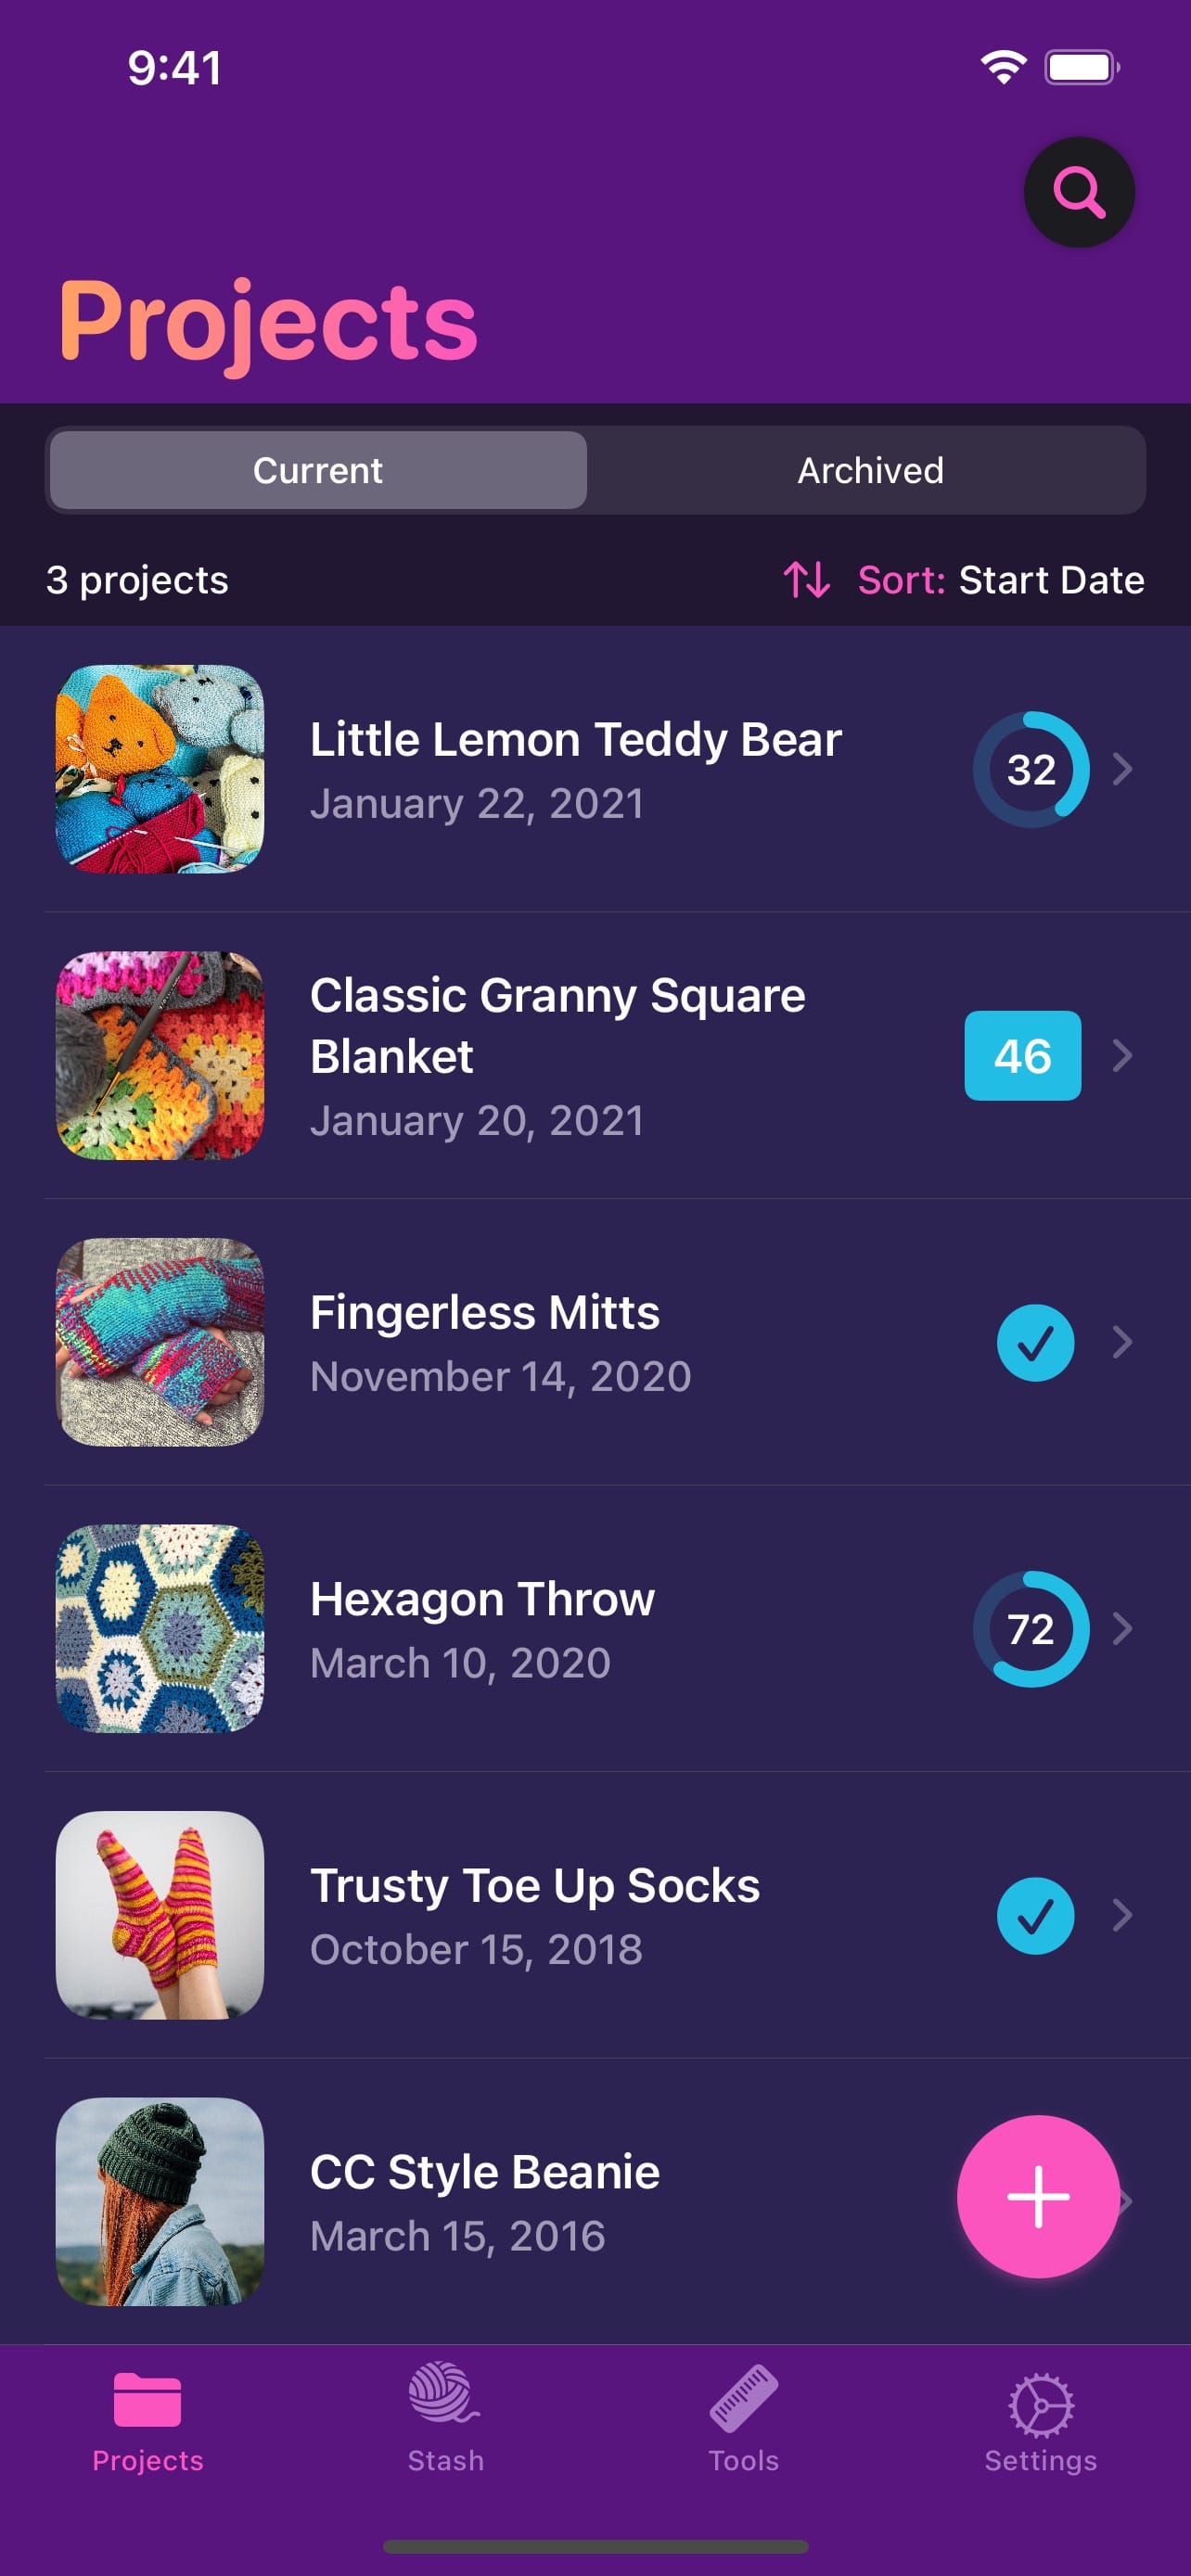 9:41
Projects
Current
Archived
3 projects
Sort: Start Date
Little Lemon Teddy Bear
January 22, 2021
32
Classic Granny Square
Blanket
January 20, 2021
46
Fingerless Mitts
November 14, 2020
Hexagon Throw
March 10, 2020
72
Trusty Toe Up Socks
October 15, 2018
CC Style Beanie
March 15, 2016
Projects
Stash
Tools
Settings